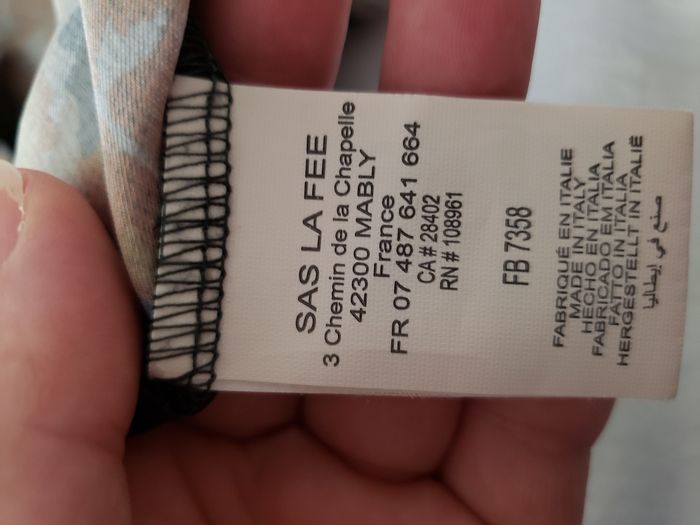 SAS LA FEE
3 Chemin de la Chapelle
42300 MABLY
France
FR 07 487 641 664
CA # 28402
RN # 108961
FB 7358
FABRIQUÉ EN ITALIE
MADE IN ITALY
HECHO EN ITALIA
FABRICADO EM ITALIA
FATTO IN ITALIA
HERGESTELLT IN ITALIË
صنع في إيطاليا